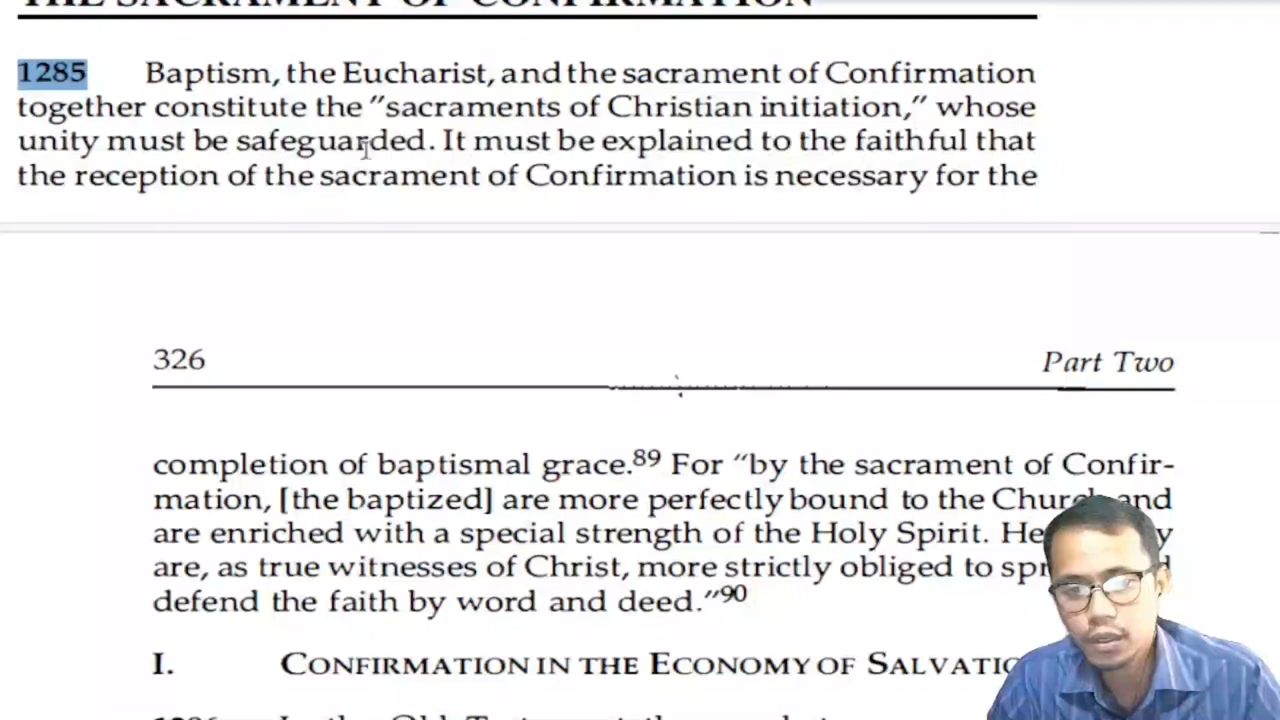 THE SACRAMENT OF CONFIRMATION
1285 Baptism, the Eucharist, and the sacrament of Confirmation
together constitute the "sacraments of Christian initiation," whose
unity must be safeguarded. It must be explained to the faithful that
the reception of the sacrament of Confirmation is necessary for the
326 Part Two
completion of baptismal grace.89 For "by the sacrament of Confir-
mation, [the baptized] are more perfectly bound to the Church and
are enriched with a special strength of the Holy Spirit.
are, as true witnesses of Christ, more strictly obliged to
defend the faith by word and deed."90
I. CONFIRMATION IN THE ECONOMY OF